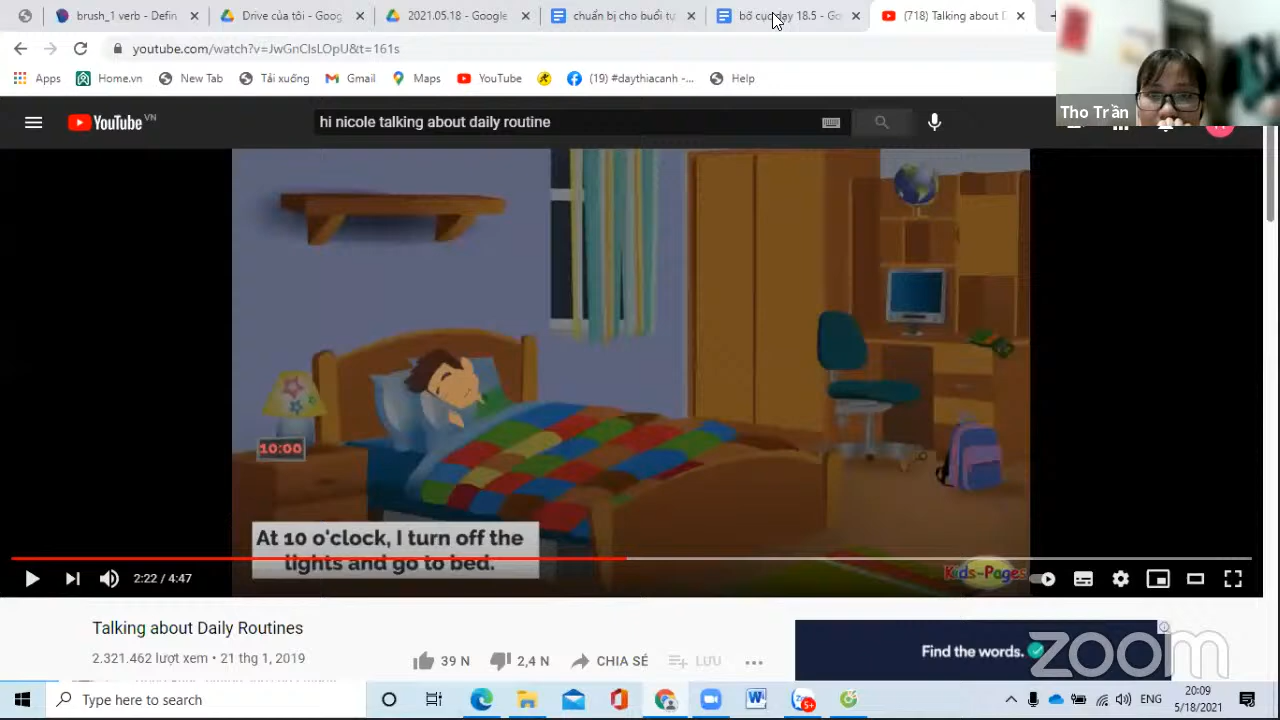 brush_1 verb - Defin
Drive của tôi - Goog
2021.05.18 - Google
chuẩn bị cho buổi tự
bố cục dạy 18.5 - Go
(718) Talking about D
youtube.com/watch?v=JwGnCIsLOpU&t=161s
Apps
Home.vn
New Tab
Tải xuống
Gmail
Maps
YouTube
(19) #daythiacanh -...
Help
Tho Trần
YouTube VN
hi nicole talking about daily routine
10:00
At 10 o'clock, I turn off the
lights and go to bed.
Kids-Pages
2:22 / 4:47
Talking about Daily Routines
2.321.462 lượt xem • 21 thg 1, 2019
39 N
2,4 N
CHIA SẺ
LƯU
Find the words.
zoom
Type here to search
5+
ENG
20:09
5/18/2021